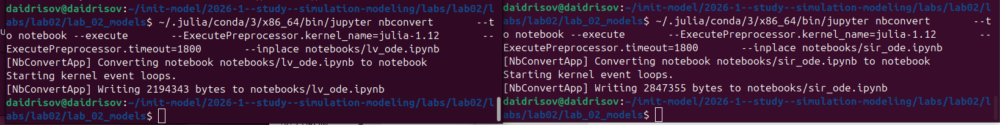 daidrisov@daidrisov:~/imit-model/2026-1--study--simulation-modeling/labs/lab02/l
abs/lab02/lab_02_models$ ~/.julia/conda/3/x86_64/bin/jupyter nbconvert       --t
o notebook --execute       --ExecutePreprocessor.kernel_name=julia-1.12       --
ExecutePreprocessor.timeout=1800       --inplace notebooks/lv_ode.ipynb
[NbConvertApp] Converting notebook notebooks/lv_ode.ipynb to notebook
Starting kernel event loops.
[NbConvertApp] Writing 2194343 bytes to notebooks/lv_ode.ipynb
daidrisov@daidrisov:~/imit-model/2026-1--study--simulation-modeling/labs/lab02/l
abs/lab02/lab_02_models$
daidrisov@daidrisov:~/imit-model/2026-1--study--simulation-modeling/labs/lab02/l
abs/lab02/lab_02_models$ ~/.julia/conda/3/x86_64/bin/jupyter nbconvert       --t
o notebook --execute       --ExecutePreprocessor.kernel_name=julia-1.12       --
ExecutePreprocessor.timeout=1800       --inplace notebooks/sir_ode.ipynb
[NbConvertApp] Converting notebook notebooks/sir_ode.ipynb to notebook
Starting kernel event loops.
[NbConvertApp] Writing 2847355 bytes to notebooks/sir_ode.ipynb
daidrisov@daidrisov:~/imit-model/2026-1--study--simulation-modeling/labs/lab02/l
abs/lab02/lab_02_models$